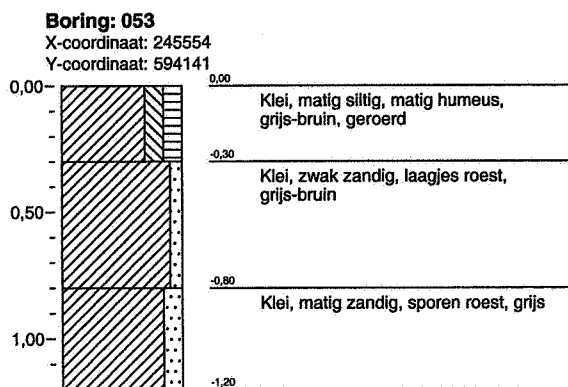 Boring: 053
X-coordinaat: 245554
Y-coordinaat: 594141
0,00
0,00
Klei, matig siltig, matig humeus,
grijs-bruin, geroerd
-0,30
Klei, zwak zandig, laagjes roest,
grijs-bruin
0,50
-0,80
Klei, matig zandig, sporen roest, grijs
1,00
-1,20